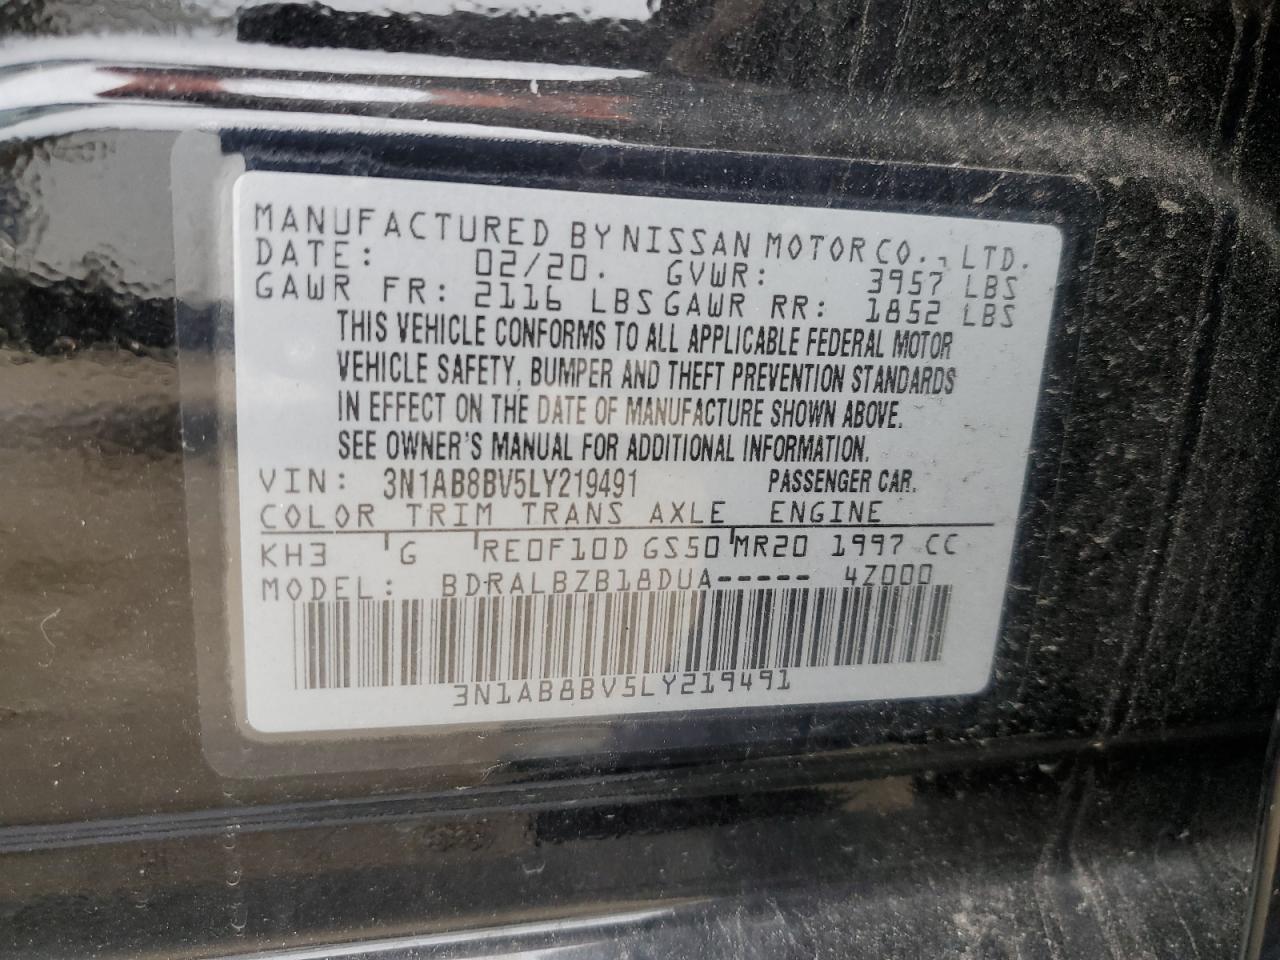 MANUFACTURED BY NISSAN MOTOR CO., LTD.
DATE: 02/20. GVWR: 3957 LBS
GAWR FR: 2116 LBS GAWR RR: 1852 LBS
THIS VEHICLE CONFORMS TO ALL APPLICABLE FEDERAL MOTOR
VEHICLE SAFETY, BUMPER AND THEFT PREVENTION STANDARDS
IN EFFECT ON THE DATE OF MANUFACTURE SHOWN ABOVE.
SEE OWNER'S MANUAL FOR ADDITIONAL INFORMATION.
VIN: 3N1AB8BV5LY219491 PASSENGER CAR.
COLOR TRIM TRANS AXLE ENGINE
KH3 G RE0F10D GS50 MR20 1997 CC
MODEL: BDRALBZB18DUA----- 4Z000
3N1AB8BV5LY219491